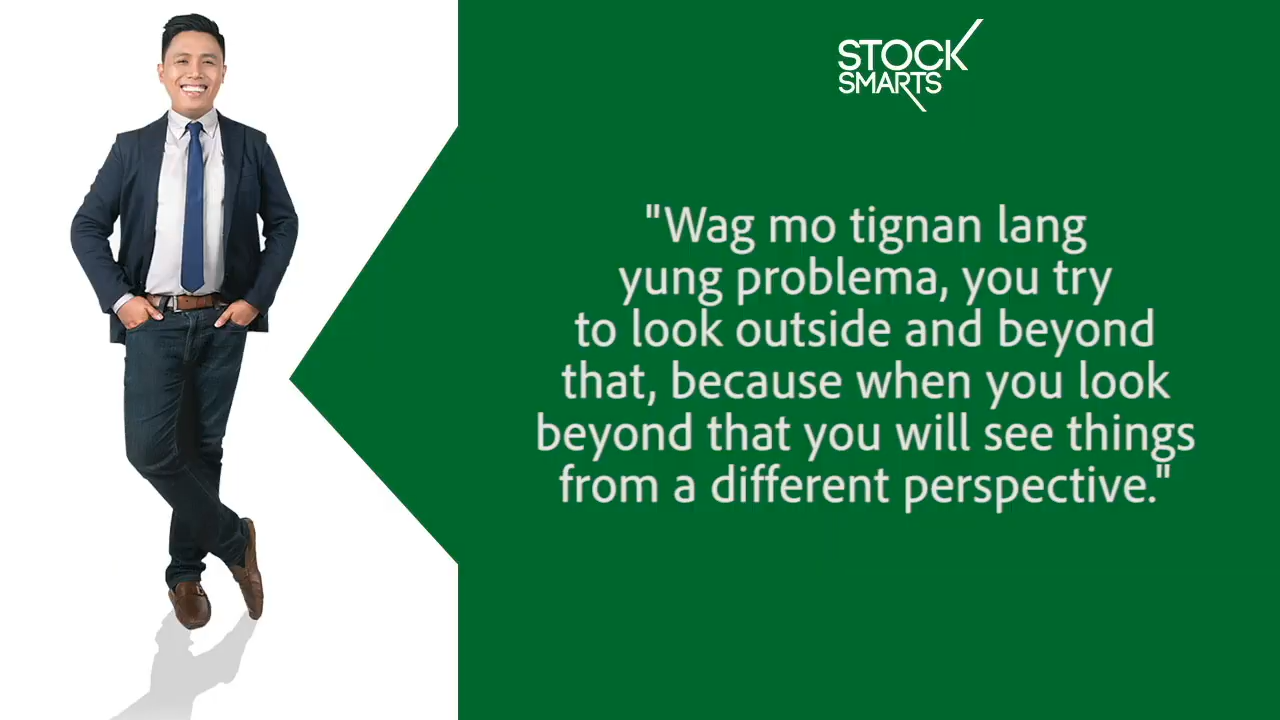 STOCK
SMARTS
"Wag mo tignan lang
yung problema, you try
to look outside and beyond
that, because when you look
beyond that you will see things
from a different perspective."